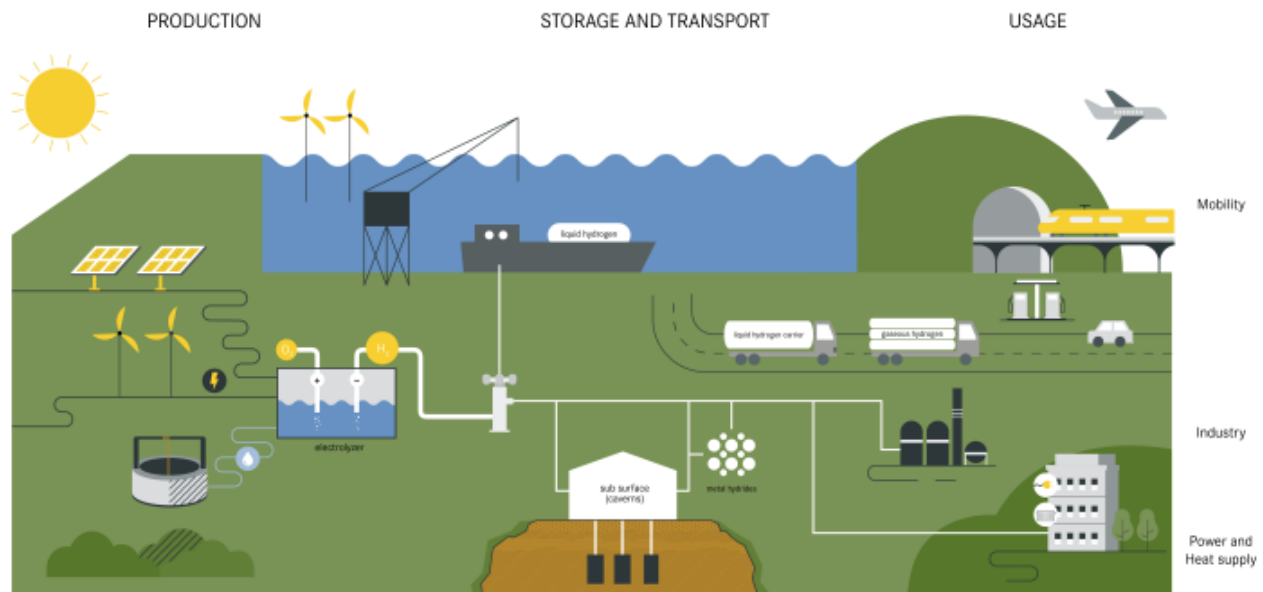 PRODUCTION
STORAGE AND TRANSPORT
USAGE
liquid hydrogen
Mobility
liquid hydrogen carrier
gaseous hydrogen
O₂
H₂
+
−
electrolyzer
sub surface
(caverns)
metal hydrides
Industry
Power and
Heat supply